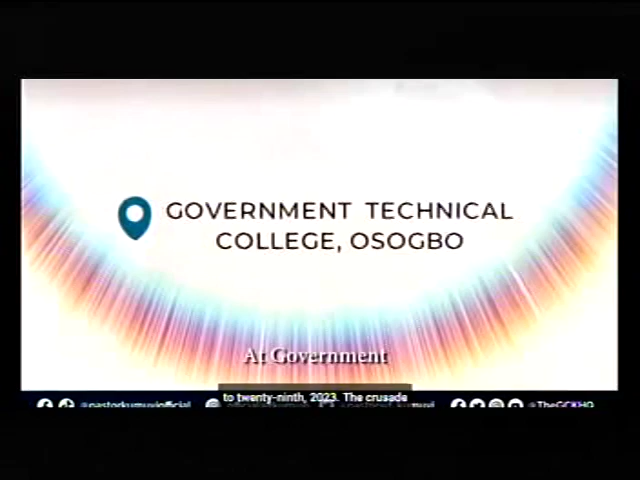 GOVERNMENT TECHNICAL
COLLEGE, OSOGBO
At Government
to twenty-ninth, 2023. The crusade
@pastorkumuyiofficial
@TheGCKHQ